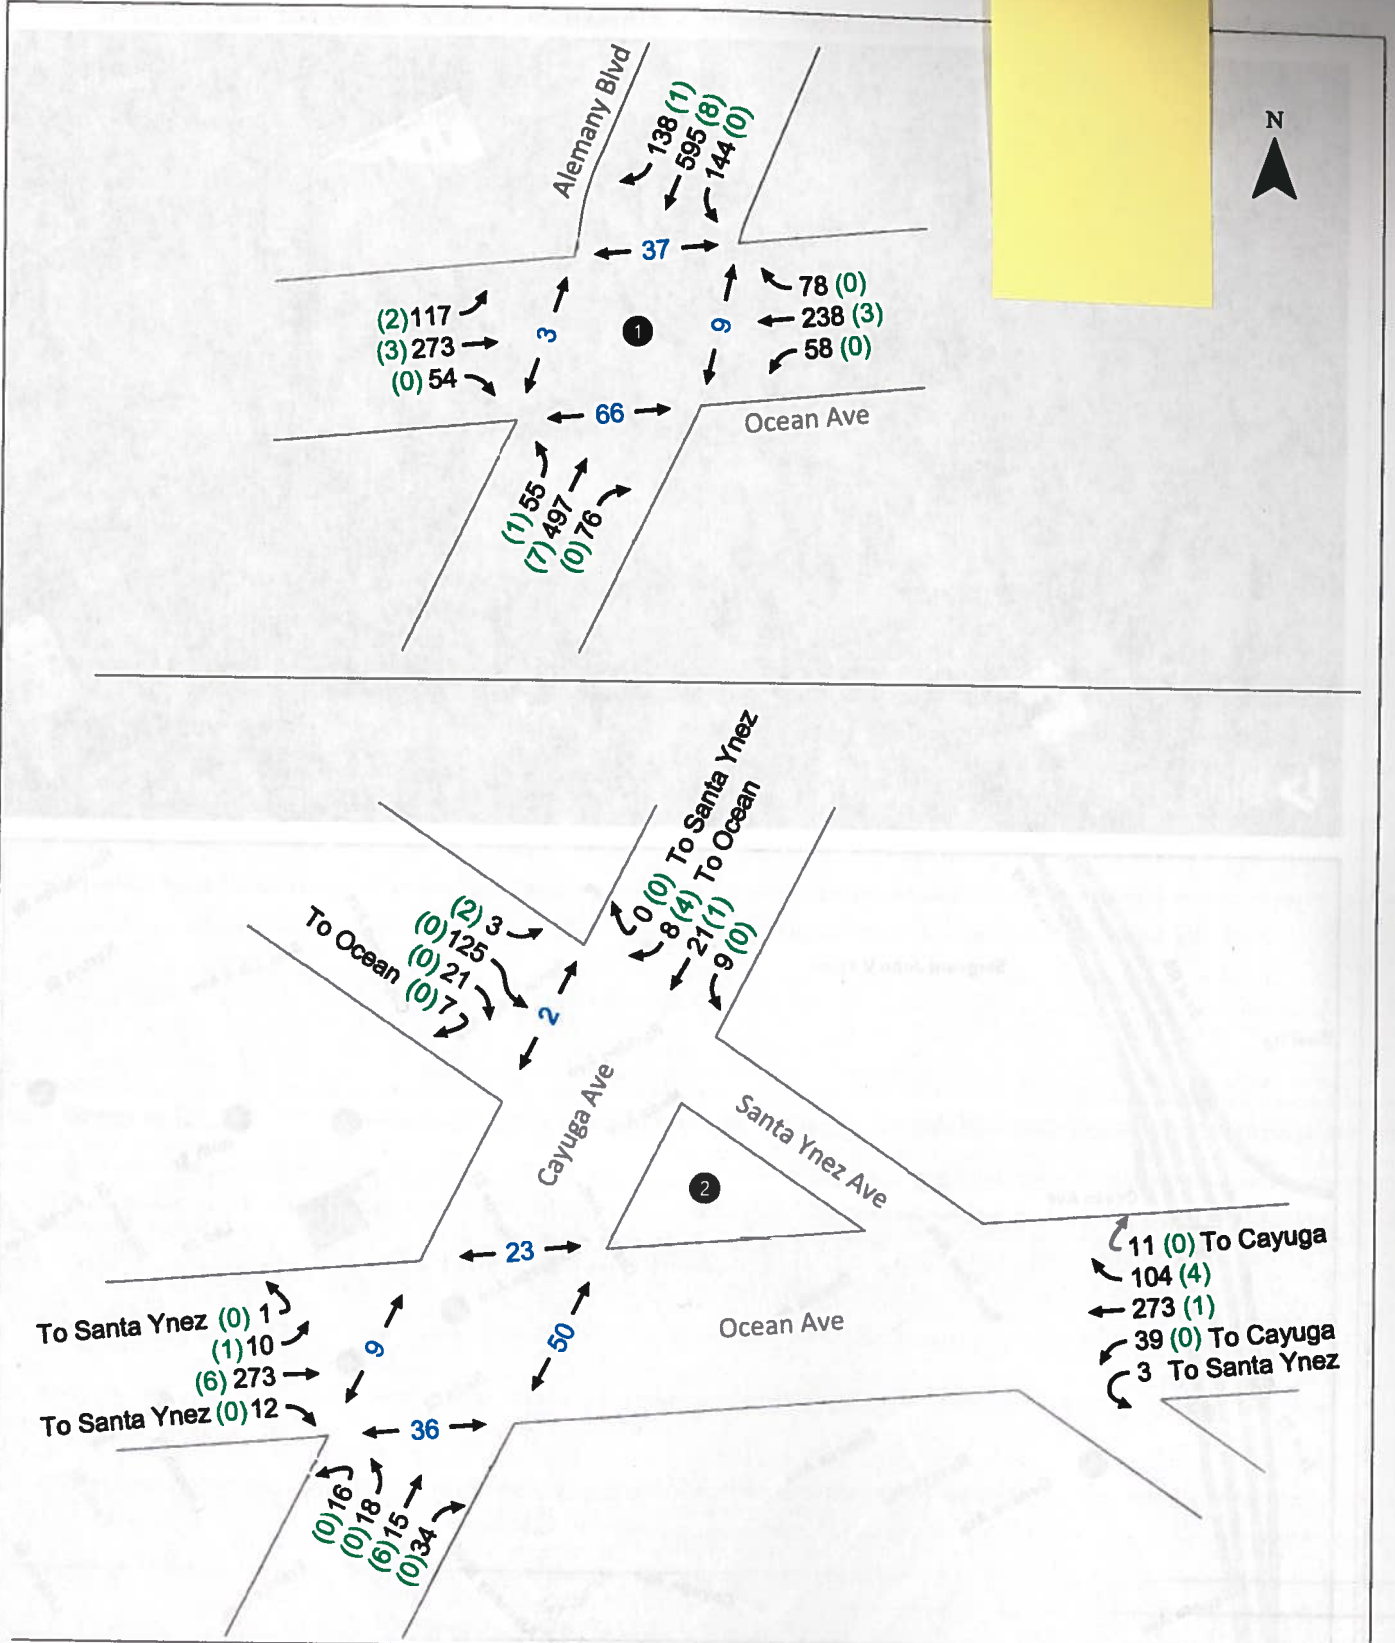 N
Alemany Blvd
138 (1)
595 (8)
144 (0)
37
(2) 117
(3) 273
(0) 54
3
1
9
78 (0)
238 (3)
58 (0)
66
Ocean Ave
(1) 55
(7) 497
(0) 76
0 (0) To Santa Ynez
8 (4) To Ocean
21 (1)
9 (0)
(2) 3
(0) 125
(0) 21
To Ocean (0) 7
2
Cayuga Ave
Santa Ynez Ave
2
23
11 (0) To Cayuga
104 (4)
273 (1)
39 (0) To Cayuga
3 To Santa Ynez
To Santa Ynez (0) 1
(1) 10
(6) 273
To Santa Ynez (0) 12
9
50
Ocean Ave
36
(0) 16
(0) 18
(6) 15
(0) 34